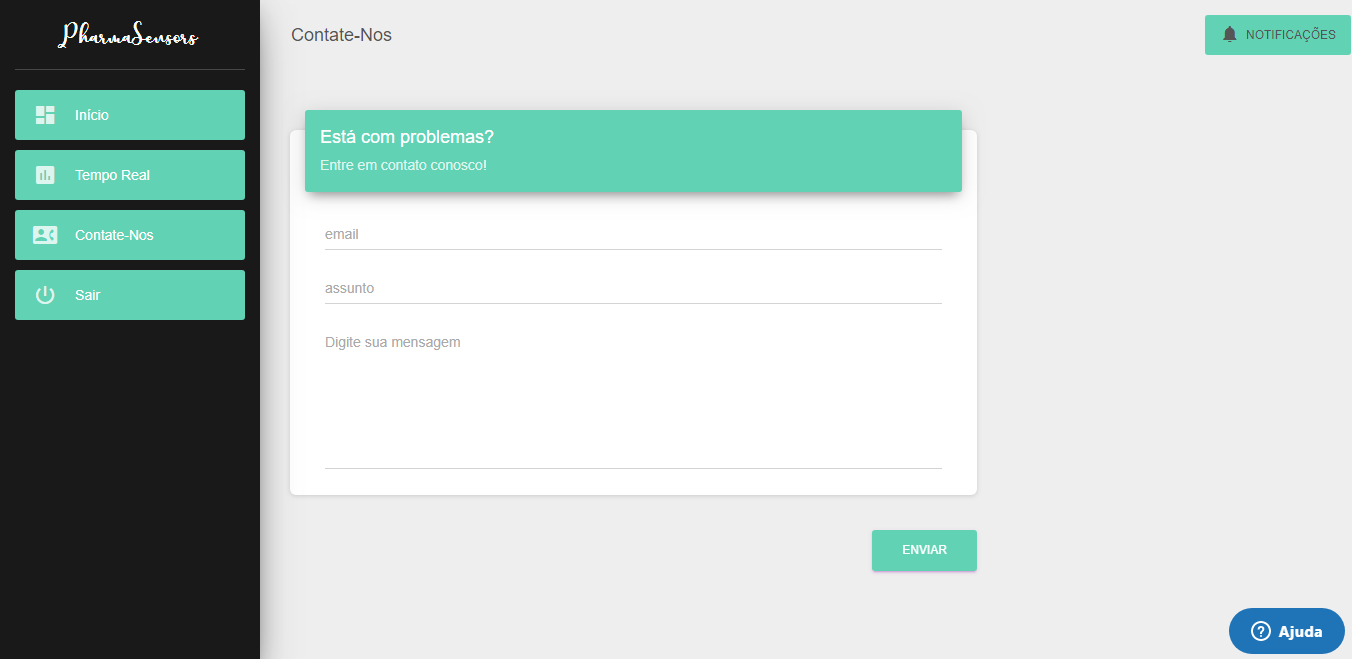 PharmaSensors
Início
Tempo Real
Contate-Nos
Sair
Contate-Nos
NOTIFICAÇÕES
Está com problemas?
Entre em contato conosco!
email
assunto
Digite sua mensagem
ENVIAR
Ajuda